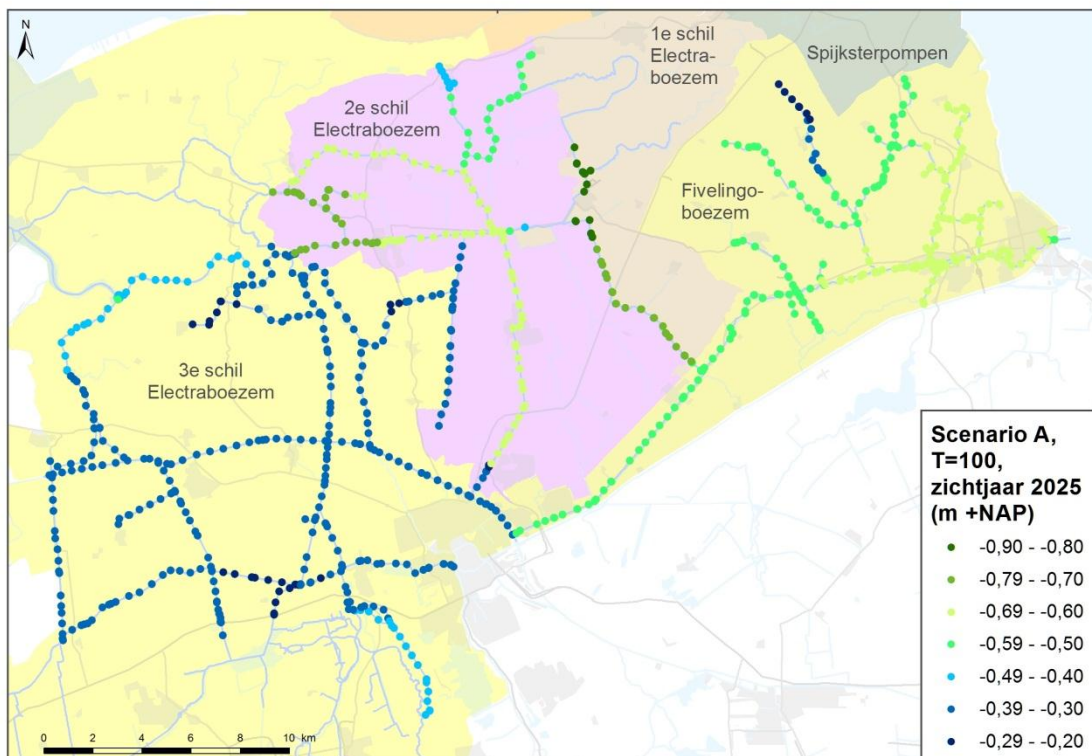 N
1e schil
Electra-
boezem
Spijksterpompen
2e schil
Electraboezem
Fivelingo-
boezem
3e schil
Electraboezem
Scenario A,
T=100,
zichtjaar 2025
(m +NAP)
-0,90 - -0,80
-0,79 - -0,70
-0,69 - -0,60
-0,59 - -0,50
-0,49 - -0,40
-0,39 - -0,30
-0,29 - -0,20
0 2 4 6 8 10 km